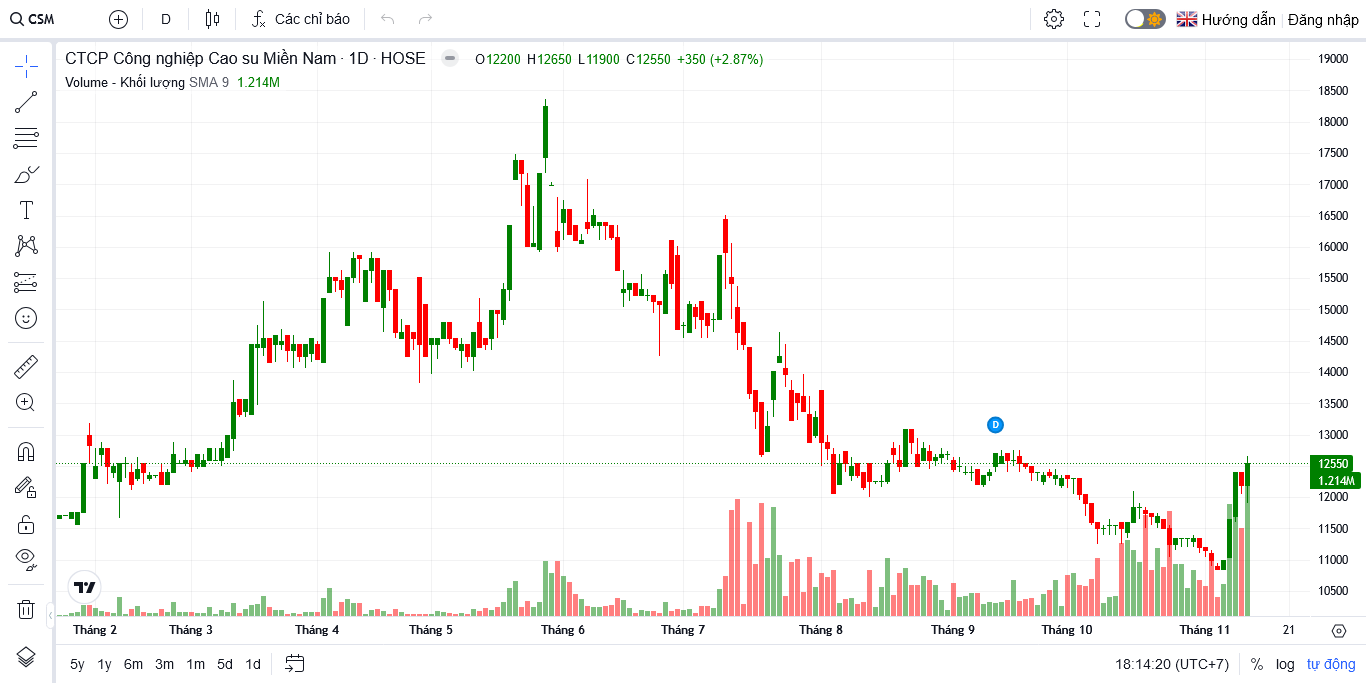 CSM D Các chỉ báo Hướng dẫn Đăng nhập
CTCP Công nghiệp Cao su Miền Nam · 1D · HOSE O12200 H12650 L11900 C12550 +350 (+2.87%)
Volume - Khối lượng SMA 9 1.214M
19000
18500
18000
17500
17000
16500
16000
15500
15000
14500
14000
13500
13000
12550
1.214M
12000
11500
11000
10500
D
Tháng 2 Tháng 3 Tháng 4 Tháng 5 Tháng 6 Tháng 7 Tháng 8 Tháng 9 Tháng 10 Tháng 11 21
5y 1y 6m 3m 1m 5d 1d 18:14:20 (UTC+7) % log tự động